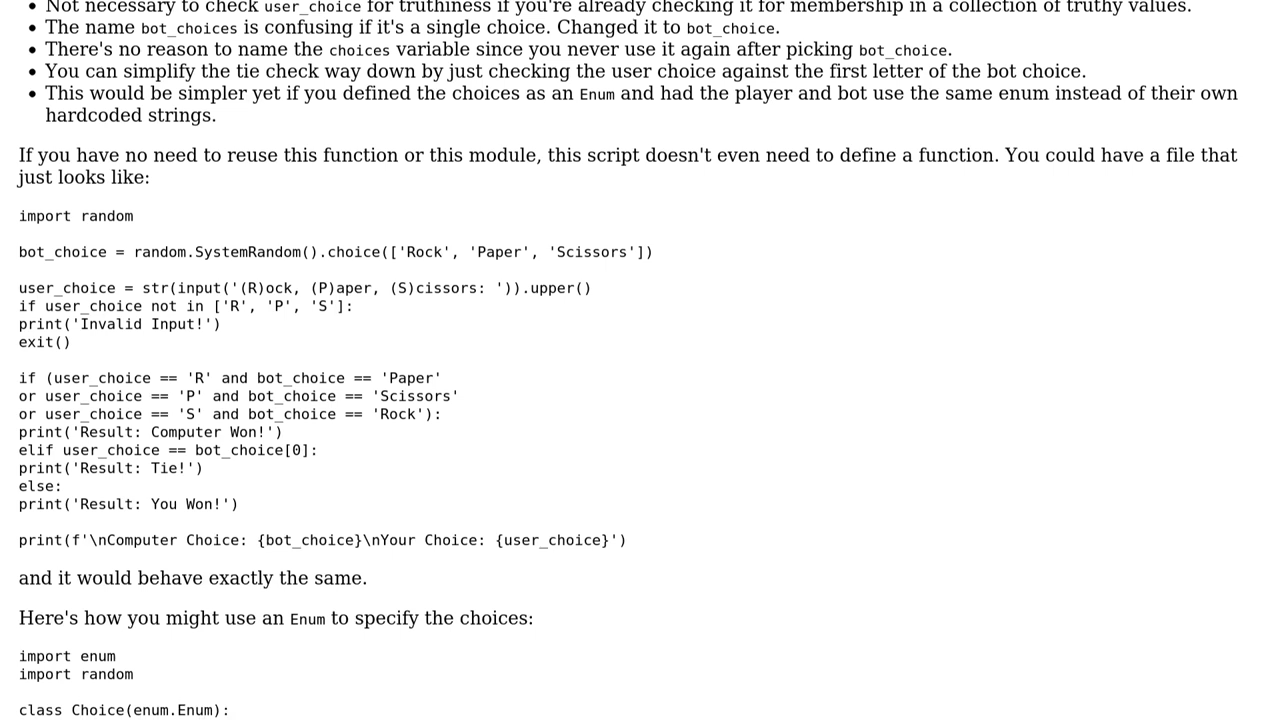 Not necessary to check user_choice for truthiness if you're already checking it for membership in a collection of truthy values.
The name bot_choices is confusing if it's a single choice. Changed it to bot_choice.
There's no reason to name the choices variable since you never use it again after picking bot_choice.
You can simplify the tie check way down by just checking the user choice against the first letter of the bot choice.
This would be simpler yet if you defined the choices as an Enum and had the player and bot use the same enum instead of their own
hardcoded strings.
If you have no need to reuse this function or this module, this script doesn't even need to define a function. You could have a file that
just looks like:
import random
bot_choice = random.SystemRandom().choice(['Rock', 'Paper', 'Scissors'])
user_choice = str(input('(R)ock, (P)aper, (S)cissors: ')).upper()
if user_choice not in ['R', 'P', 'S']:
print('Invalid Input!')
exit()
if (user_choice == 'R' and bot_choice == 'Paper'
or user_choice == 'P' and bot_choice == 'Scissors'
or user_choice == 'S' and bot_choice == 'Rock'):
print('Result: Computer Won!')
elif user_choice == bot_choice[0]:
print('Result: Tie!')
else:
print('Result: You Won!')
print(f'\nComputer Choice: {bot_choice}\nYour Choice: {user_choice}')
and it would behave exactly the same.
Here's how you might use an Enum to specify the choices:
import enum
import random
class Choice(enum.Enum):